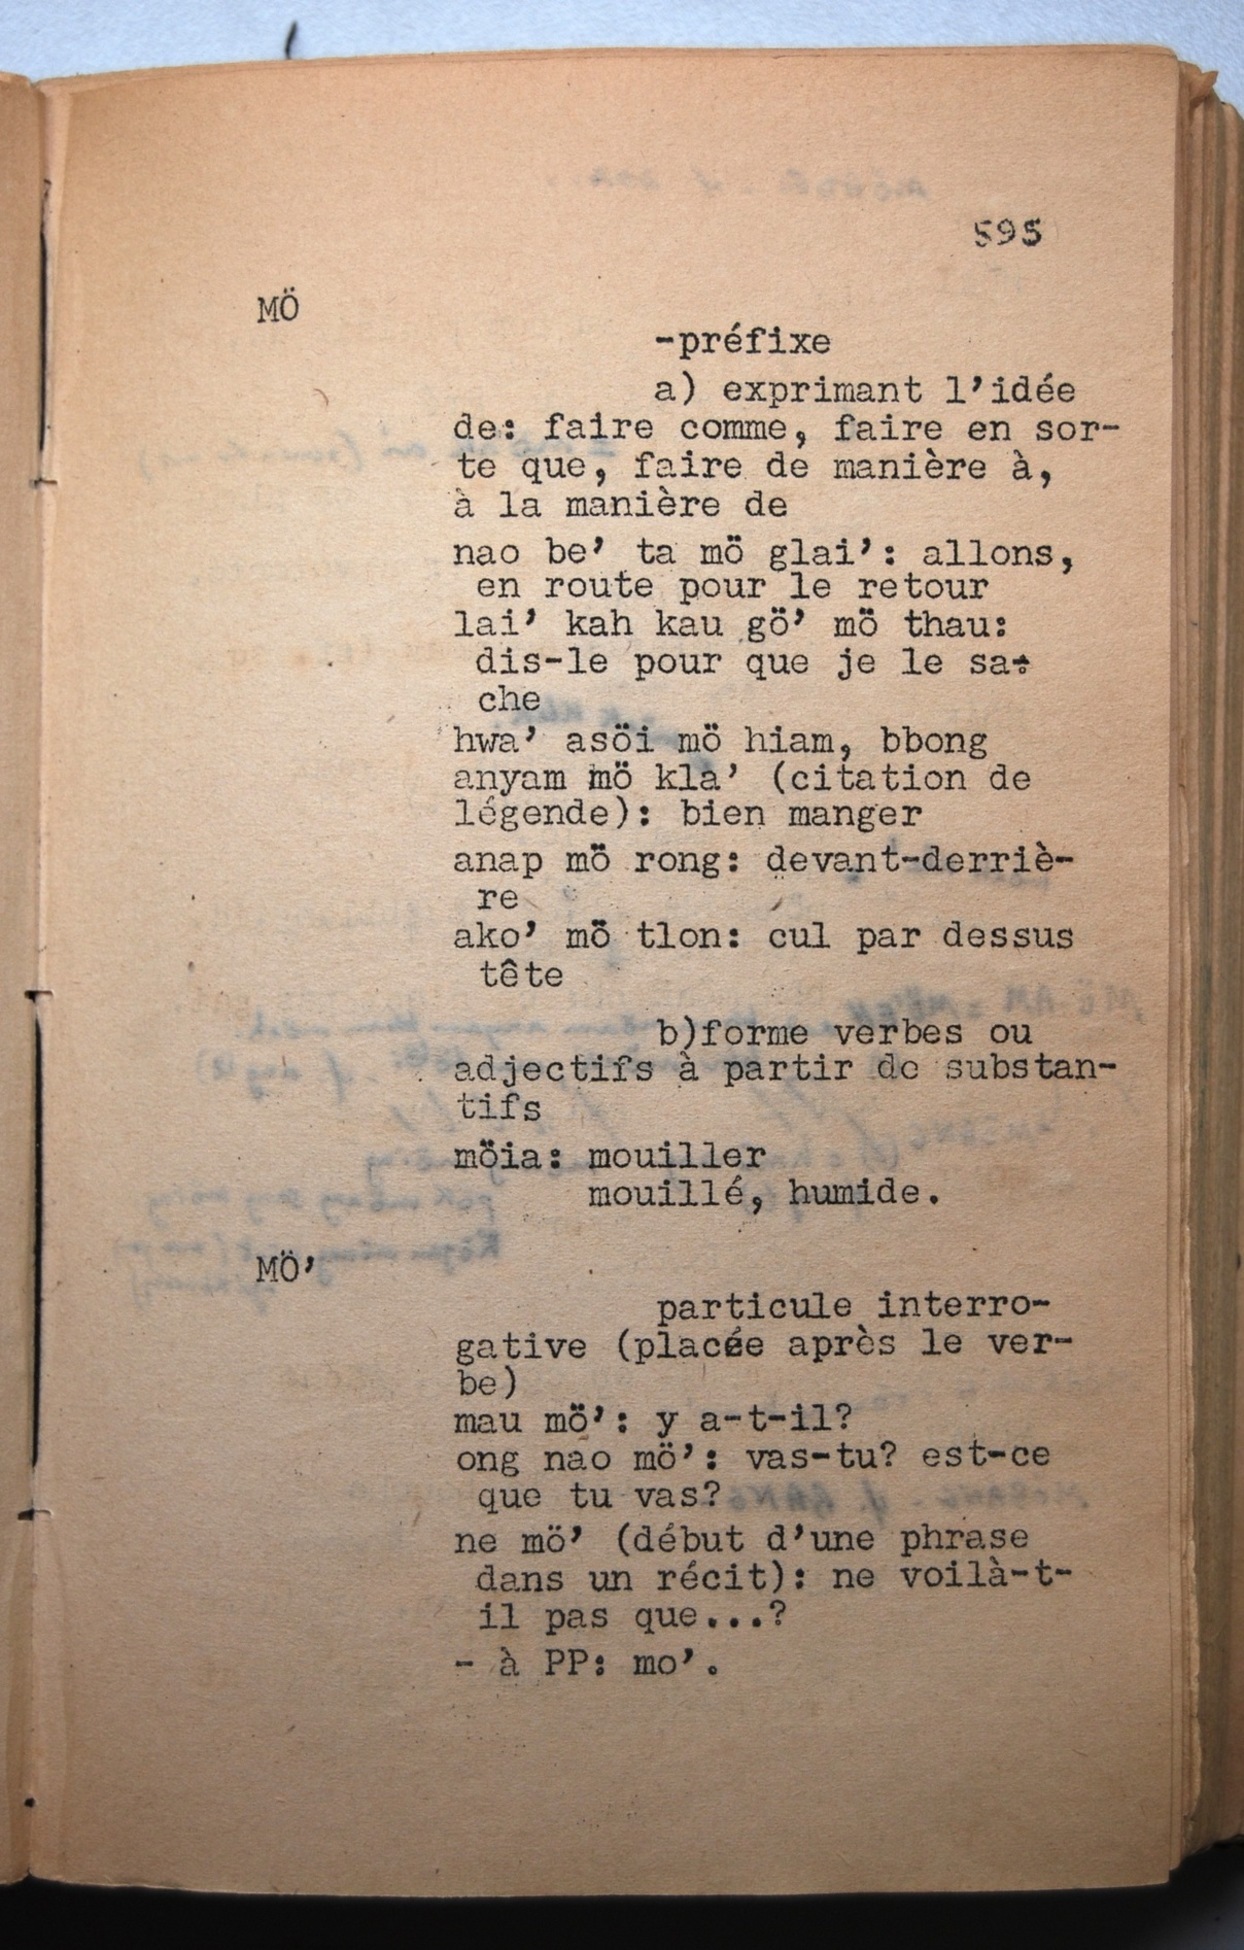 595
MÖ
-préfixe
a) exprimant l’idée
de: faire comme, faire en sor-
te que, faire de manière à,
à la manière de
nao be’ ta mö glai’: allons,
en route pour le retour
lai’ kah kau gö’ mö thau:
dis-le pour que je le sa-
che
hwa’ asöi mö hiam, bbong
anyam mö kla’ (citation de
légende): bien manger
anap mö rong: devant-derriè-
re
ako’ mö tlon: cul par dessus
tête
b)forme verbes ou
adjectifs à partir de substan-
tifs
möia: mouiller
mouillé, humide.
MÖ’
particule interro-
gative (placée après le ver-
be)
mau mö’: y a-t-il?
ong nao mö’: vas-tu? est-ce
que tu vas?
ne mö’ (début d’une phrase
dans un récit): ne voilà-t-
il pas que...?
- à PP: mo’.